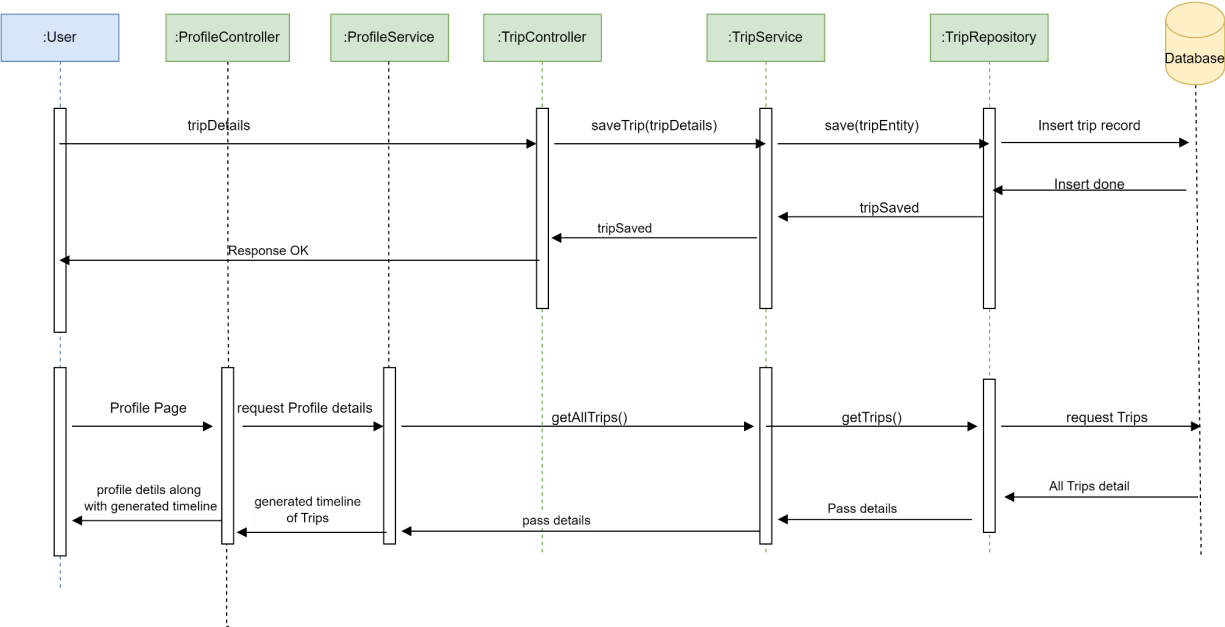 :User
:ProfileController
:ProfileService
:TripController
:TripService
:TripRepository
Database
tripDetails
saveTrip(tripDetails)
save(tripEntity)
Insert trip record
Insert done
tripSaved
tripSaved
Response OK
Profile Page
request Profile details
getAllTrips()
getTrips()
request Trips
All Trips detail
Pass details
pass details
generated timeline
of Trips
profile detils along
with generated timeline